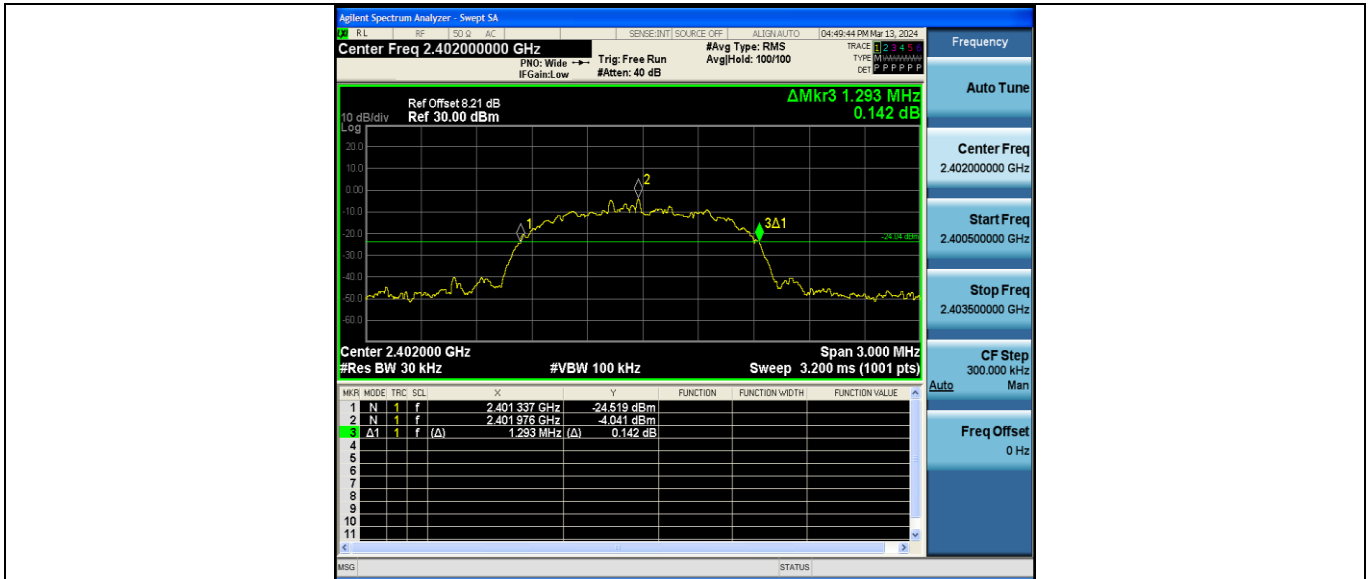 Agilent Spectrum Analyzer - Swept SA
LXI RL RF 50 Ω AC SENSE:INT SOURCE OFF ALIGN AUTO 04:49:44 PM Mar 13, 2024
Center Freq 2.402000000 GHz
PNO: Wide
IFGain:Low
Trig: Free Run
#Atten: 40 dB
#Avg Type: RMS
Avg|Hold: 100/100
TRACE 1 2 3 4 5 6
TYPE M WWWWW
DET P P P P P P
ΔMkr3 1.293 MHz
0.142 dB
Ref Offset 8.21 dB
10 dB/div Ref 30.00 dBm
Log
20.0
10.0
0.00
-10.0
-20.0
-30.0
-40.0
-50.0
-60.0
1
2
3Δ1
-24.04 dBm
Center 2.402000 GHz Span 3.000 MHz
#Res BW 30 kHz #VBW 100 kHz Sweep 3.200 ms (1001 pts)
MKR MODE TRC SCL X Y FUNCTION FUNCTION WIDTH FUNCTION VALUE
1 N 1 f 2.401 337 GHz -24.519 dBm
2 N 1 f 2.401 976 GHz -4.041 dBm
3 Δ1 1 f (Δ) 1.293 MHz (Δ) 0.142 dB
4
5
6
7
8
9
10
11
MSG STATUS
Frequency
Auto Tune
Center Freq
2.402000000 GHz
Start Freq
2.400500000 GHz
Stop Freq
2.403500000 GHz
CF Step
300.000 kHz
Auto Man
Freq Offset
0 Hz